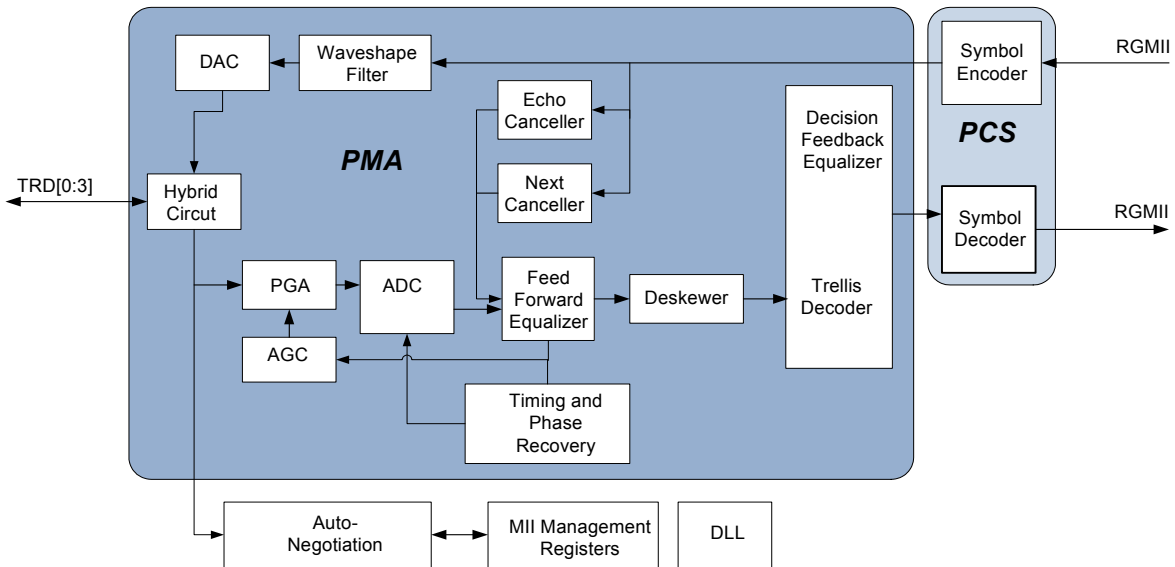 DAC
Waveshape
Filter
Symbol
Encoder
RGMII
Echo
Canceller
Decision
Feedback
Equalizer
PMA
PCS
TRD[0:3]
Hybrid
Circut
Next
Canceller
Symbol
Decoder
RGMII
PGA
ADC
Feed
Forward
Equalizer
Deskewer
Trellis
Decoder
AGC
Timing and
Phase
Recovery
Auto-
Negotiation
MII Management
Registers
DLL